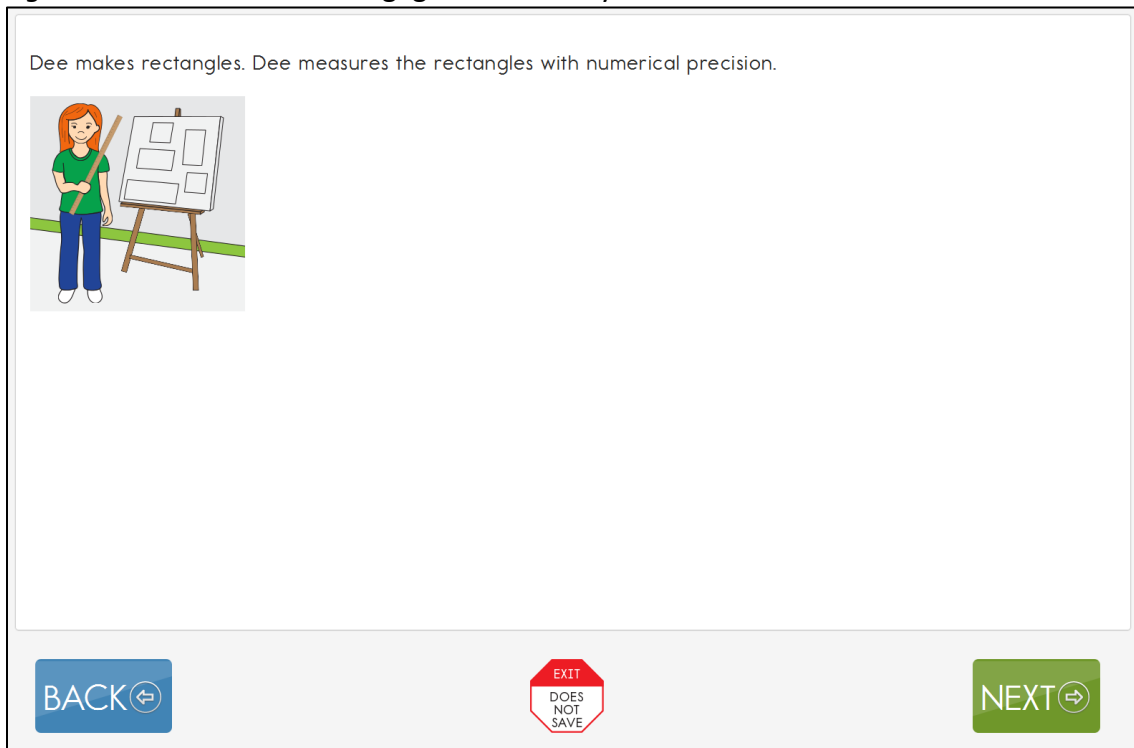 Dee makes rectangles. Dee measures the rectangles with numerical precision.
BACK
EXIT
DOES
NOT
SAVE
NEXT